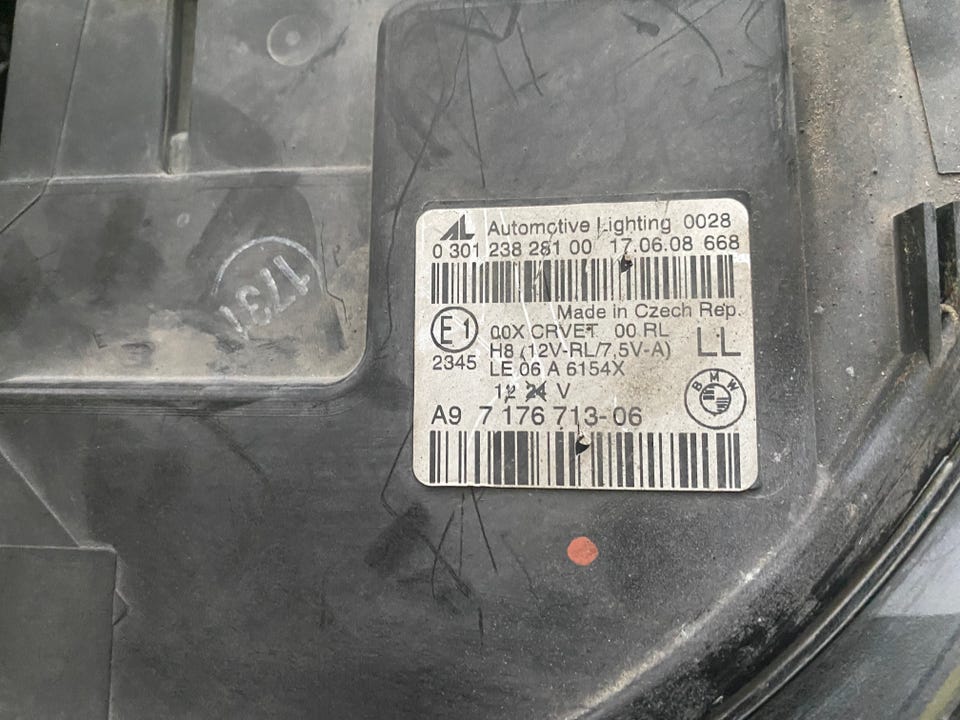 AL Automotive Lighting 0028
0 301 238 281 00 17.06.08 668
Made in Czech Rep.
E1 00X CRVET 00 RL LL
H8 (12V-RL/7,5V-A)
2345 LE 06 A 6154X
12 24 V
BMW
A9 7 176 713-06
173